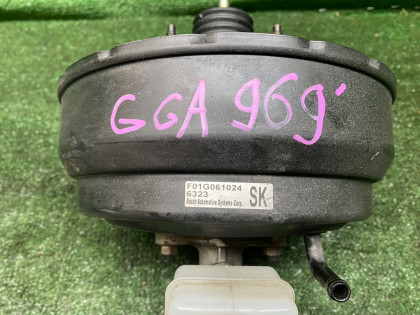 GGA 969'
F01G061024
6323
Bosch Automotive Systems Corp.
SK